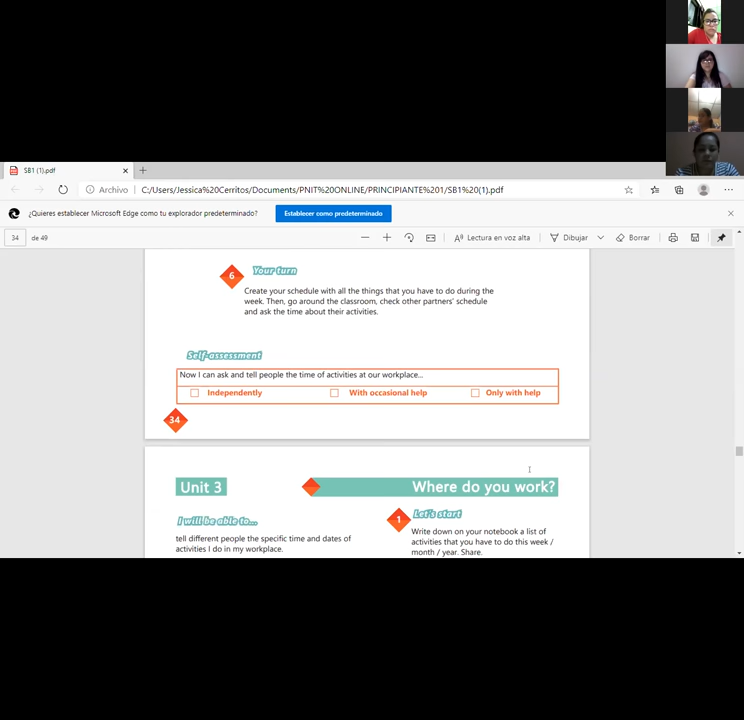 SB1 (1).pdf
Archivo
C:/Users/Jessica%20Cerritos/Documents/PNIT%20ONLINE/PRINCIPIANTE%201/SB1%20(1).pdf
¿Quieres establecer Microsoft Edge como tu explorador predeterminado?
Establecer como predeterminado
34 de 49
Lectura en voz alta
Dibujar
Borrar
6 Your turn
Create your schedule with all the things that you have to do during the
week. Then, go around the classroom, check other partners' schedule
and ask the time about their activities.
Self-assessment
Now I can ask and tell people the time of activities at our workplace...
Independently
With occasional help
Only with help
34
Unit 3
Where do you work?
I will be able to...
tell different people the specific time and dates of
activities I do in my workplace.
1 Let's start
Write down on your notebook a list of
activities that you have to do this week /
month / year. Share.